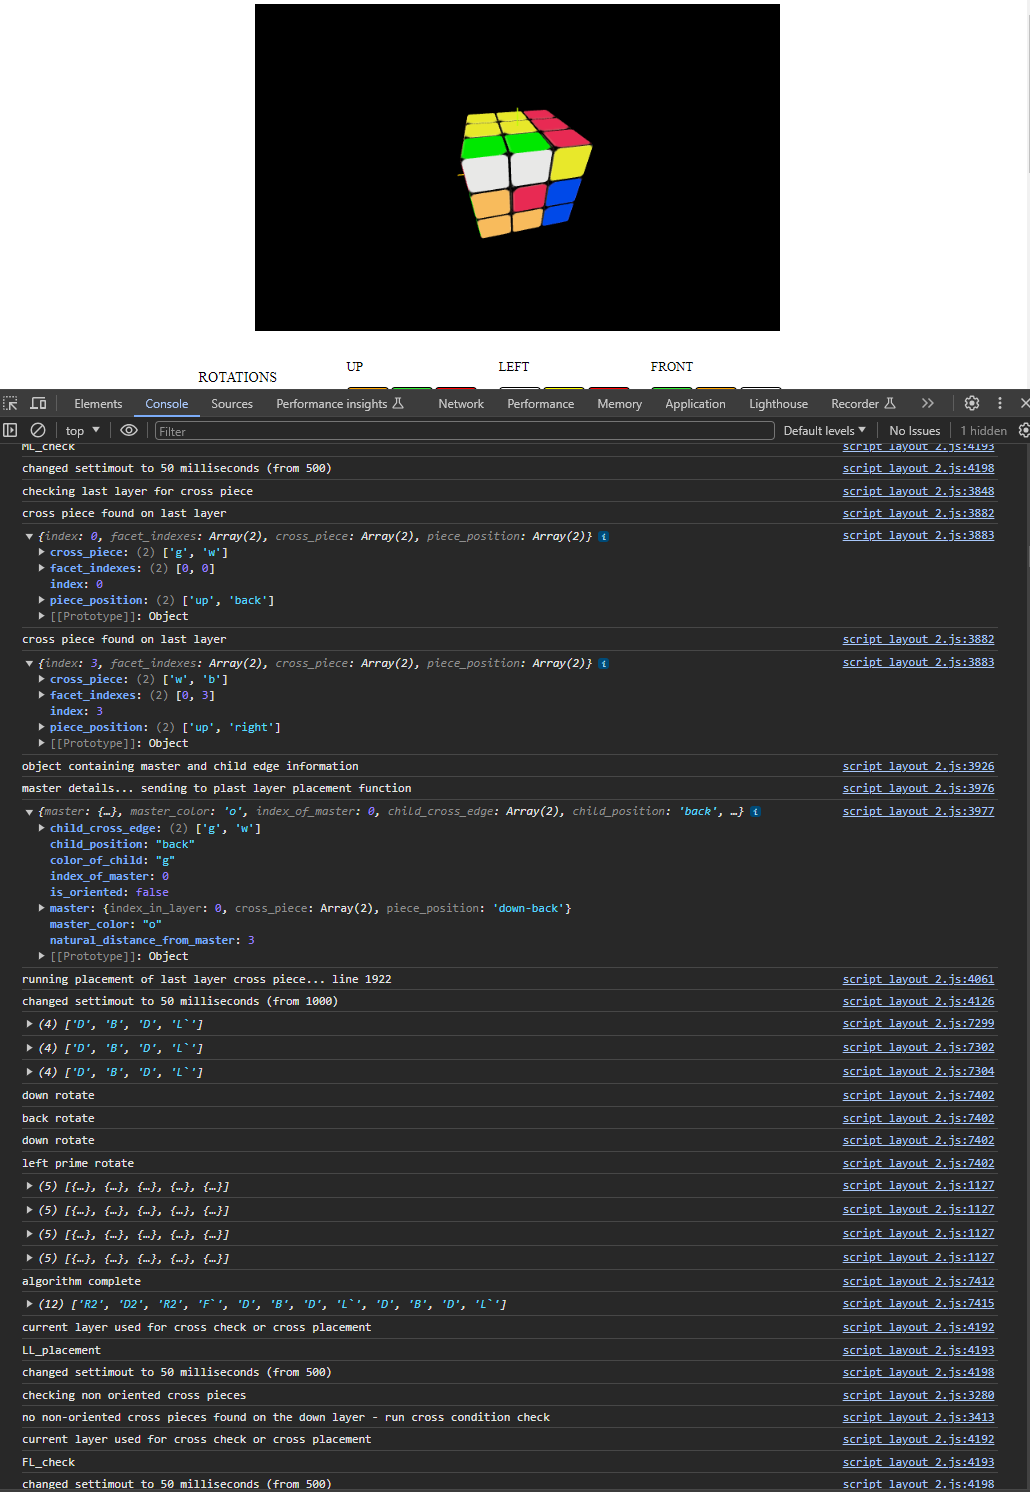 UP LEFT FRONT
ROTATIONS
Elements Console Sources Performance insights Network Performance Memory Application Lighthouse Recorder
top Filter Default levels No Issues 1 hidden
ML_check script layout 2.js:4193
changed settimout to 50 milliseconds (from 500) script layout 2.js:4198
checking last layer for cross piece script layout 2.js:3848
cross piece found on last layer script layout 2.js:3882
{index: 0, facet_indexes: Array(2), cross_piece: Array(2), piece_position: Array(2)} script layout 2.js:3883
cross_piece: (2) ['g', 'w']
facet_indexes: (2) [0, 0]
index: 0
piece_position: (2) ['up', 'back']
[[Prototype]]: Object
cross piece found on last layer script layout 2.js:3882
{index: 3, facet_indexes: Array(2), cross_piece: Array(2), piece_position: Array(2)} script layout 2.js:3883
cross_piece: (2) ['w', 'b']
facet_indexes: (2) [0, 3]
index: 3
piece_position: (2) ['up', 'right']
[[Prototype]]: Object
object containing master and child edge information script layout 2.js:3926
master details... sending to plast layer placement function script layout 2.js:3976
{master: {…}, master_color: 'o', index_of_master: 0, child_cross_edge: Array(2), child_position: 'back', …} script layout 2.js:3977
child_cross_edge: (2) ['g', 'w']
child_position: "back"
color_of_child: "g"
index_of_master: 0
is_oriented: false
master: {index_in_layer: 0, cross_piece: Array(2), piece_position: 'down-back'}
master_color: "o"
natural_distance_from_master: 3
[[Prototype]]: Object
running placement of last layer cross piece... line 1922 script layout 2.js:4061
changed settimout to 50 milliseconds (from 1000) script layout 2.js:4126
(4) ['D', 'B', 'D', 'L`'] script layout 2.js:7299
(4) ['D', 'B', 'D', 'L`'] script layout 2.js:7302
(4) ['D', 'B', 'D', 'L`'] script layout 2.js:7304
down rotate script layout 2.js:7402
back rotate script layout 2.js:7402
down rotate script layout 2.js:7402
left prime rotate script layout 2.js:7402
(5) [{…}, {…}, {…}, {…}, {…}] script layout 2.js:1127
(5) [{…}, {…}, {…}, {…}, {…}] script layout 2.js:1127
(5) [{…}, {…}, {…}, {…}, {…}] script layout 2.js:1127
(5) [{…}, {…}, {…}, {…}, {…}] script layout 2.js:1127
algorithm complete script layout 2.js:7412
(12) ['R2', 'D2', 'R2', 'F`', 'D', 'B', 'D', 'L`', 'D', 'B', 'D', 'L`'] script layout 2.js:7415
current layer used for cross check or cross placement script layout 2.js:4192
LL_placement script layout 2.js:4193
changed settimout to 50 milliseconds (from 500) script layout 2.js:4198
checking non oriented cross pieces script layout 2.js:3280
no non-oriented cross pieces found on the down layer - run cross condition check script layout 2.js:3413
current layer used for cross check or cross placement script layout 2.js:4192
FL_check script layout 2.js:4193
changed settimout to 50 milliseconds (from 500) script layout 2.js:4198